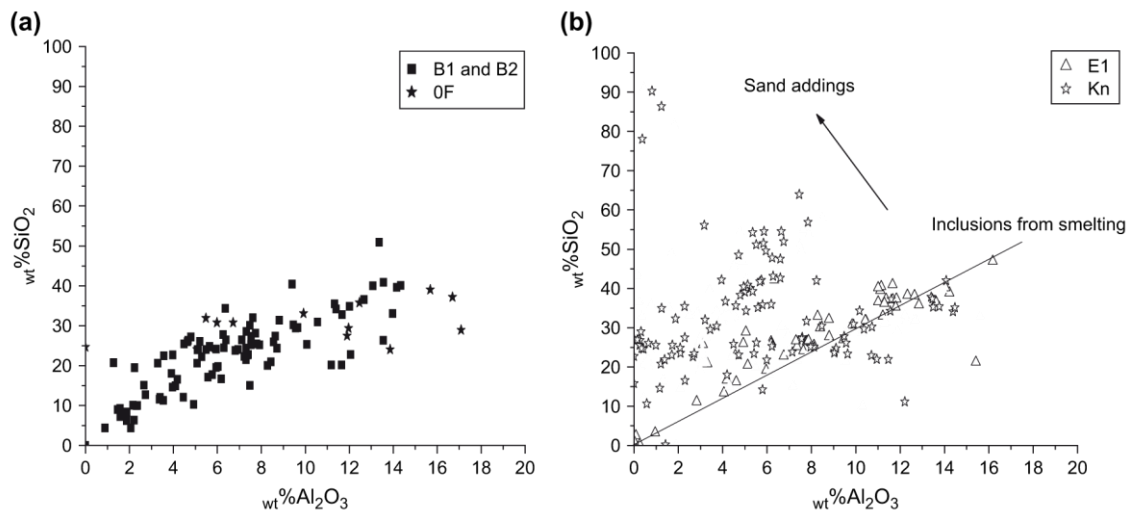 (a)
100
90
80
70
60
50
40
30
20
10
0
wt%SiO2
0 2 4 6 8 10 12 14 16 18 20
wt%Al2O3
B1 and B2
0F
(b)
100
90
80
70
60
50
40
30
20
10
0
wt%SiO2
0 2 4 6 8 10 12 14 16 18 20
wt%Al2O3
E1
Kn
Sand addings
Inclusions from smelting